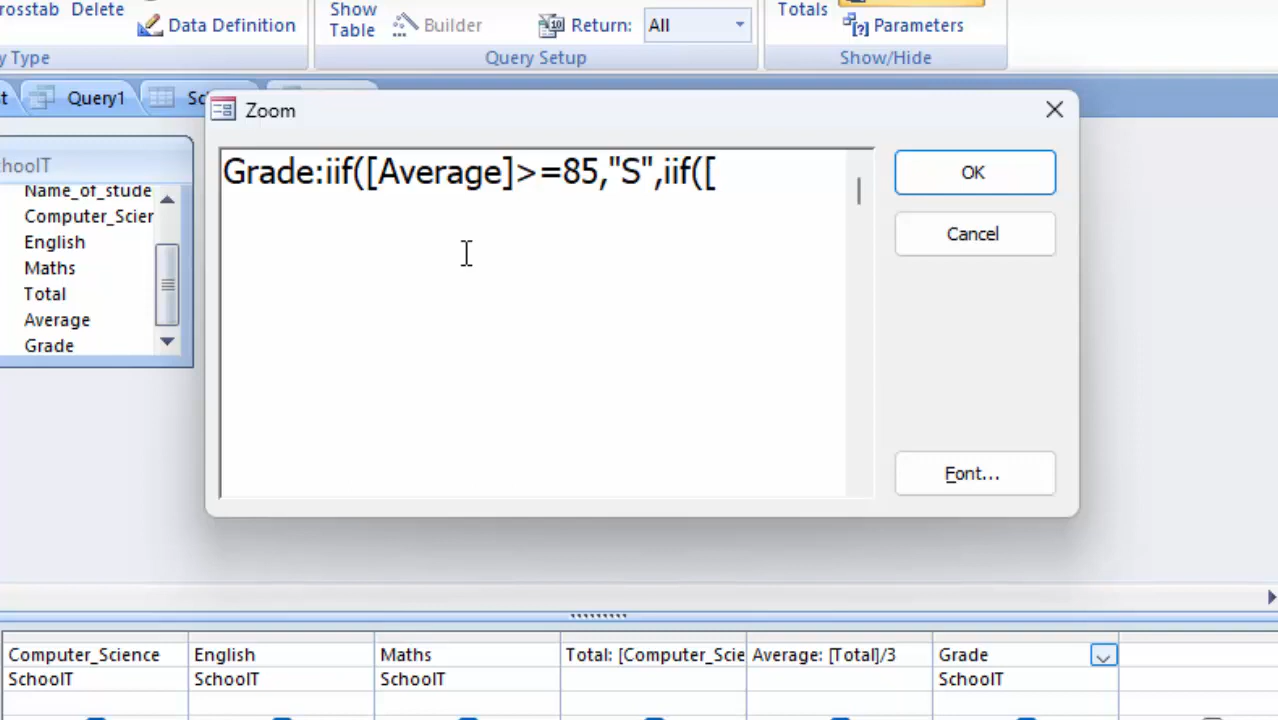 rosstab Delete
Data Definition
y Type
Show
Table
Builder
Return:
All
Query Setup
Totals
Parameters
Show/Hide
t
Query1
Sc
Zoom
Grade:iif([Average]>=85,"S",iif([
OK
Cancel
Font...
hoolT
Name_of_stude
Computer_Scier
English
Maths
Total
Average
Grade
Computer_Science English Maths Total: [Computer_Scie Average: [Total]/3 Grade
SchoolT SchoolT SchoolT SchoolT